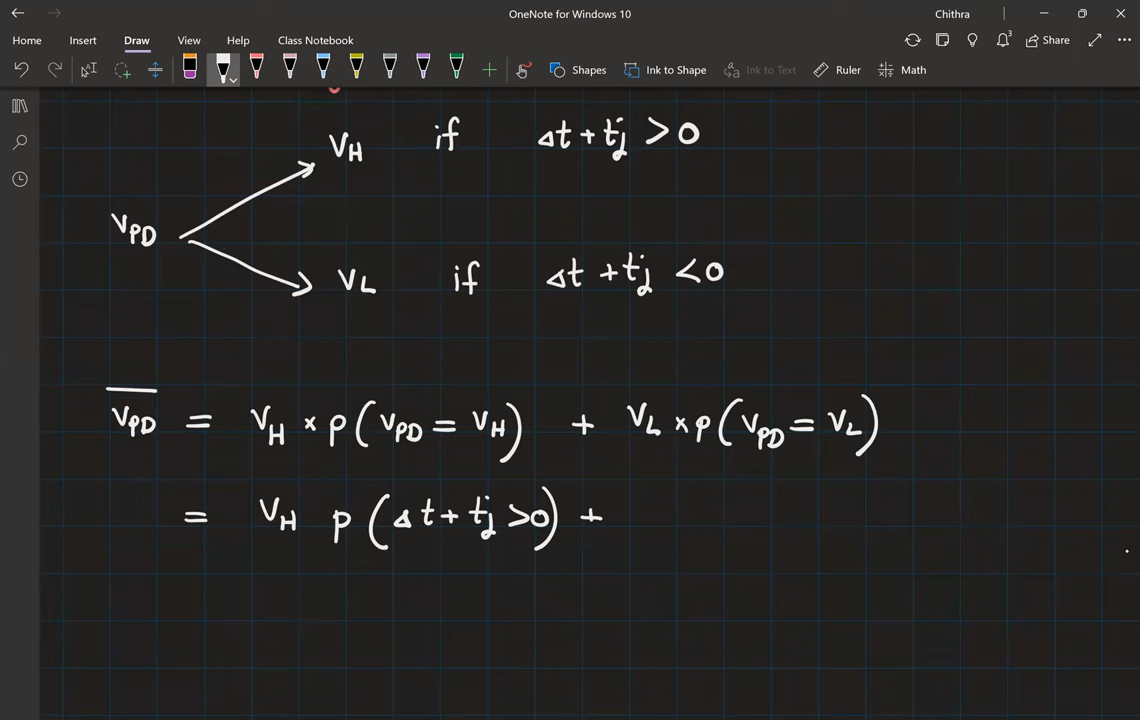 OneNote for Windows 10
Chithra
Home Insert Draw View Help Class Notebook
Share
Shapes Ink to Shape Ink to Text Ruler Math
V_H if Δt + t_j > 0
V_PD
V_L if Δt + t_j < 0
\overline{V_PD} = V_H × p(V_PD = V_H) + V_L × p(V_PD = V_L)
= V_H p(Δt + t_j > 0) +